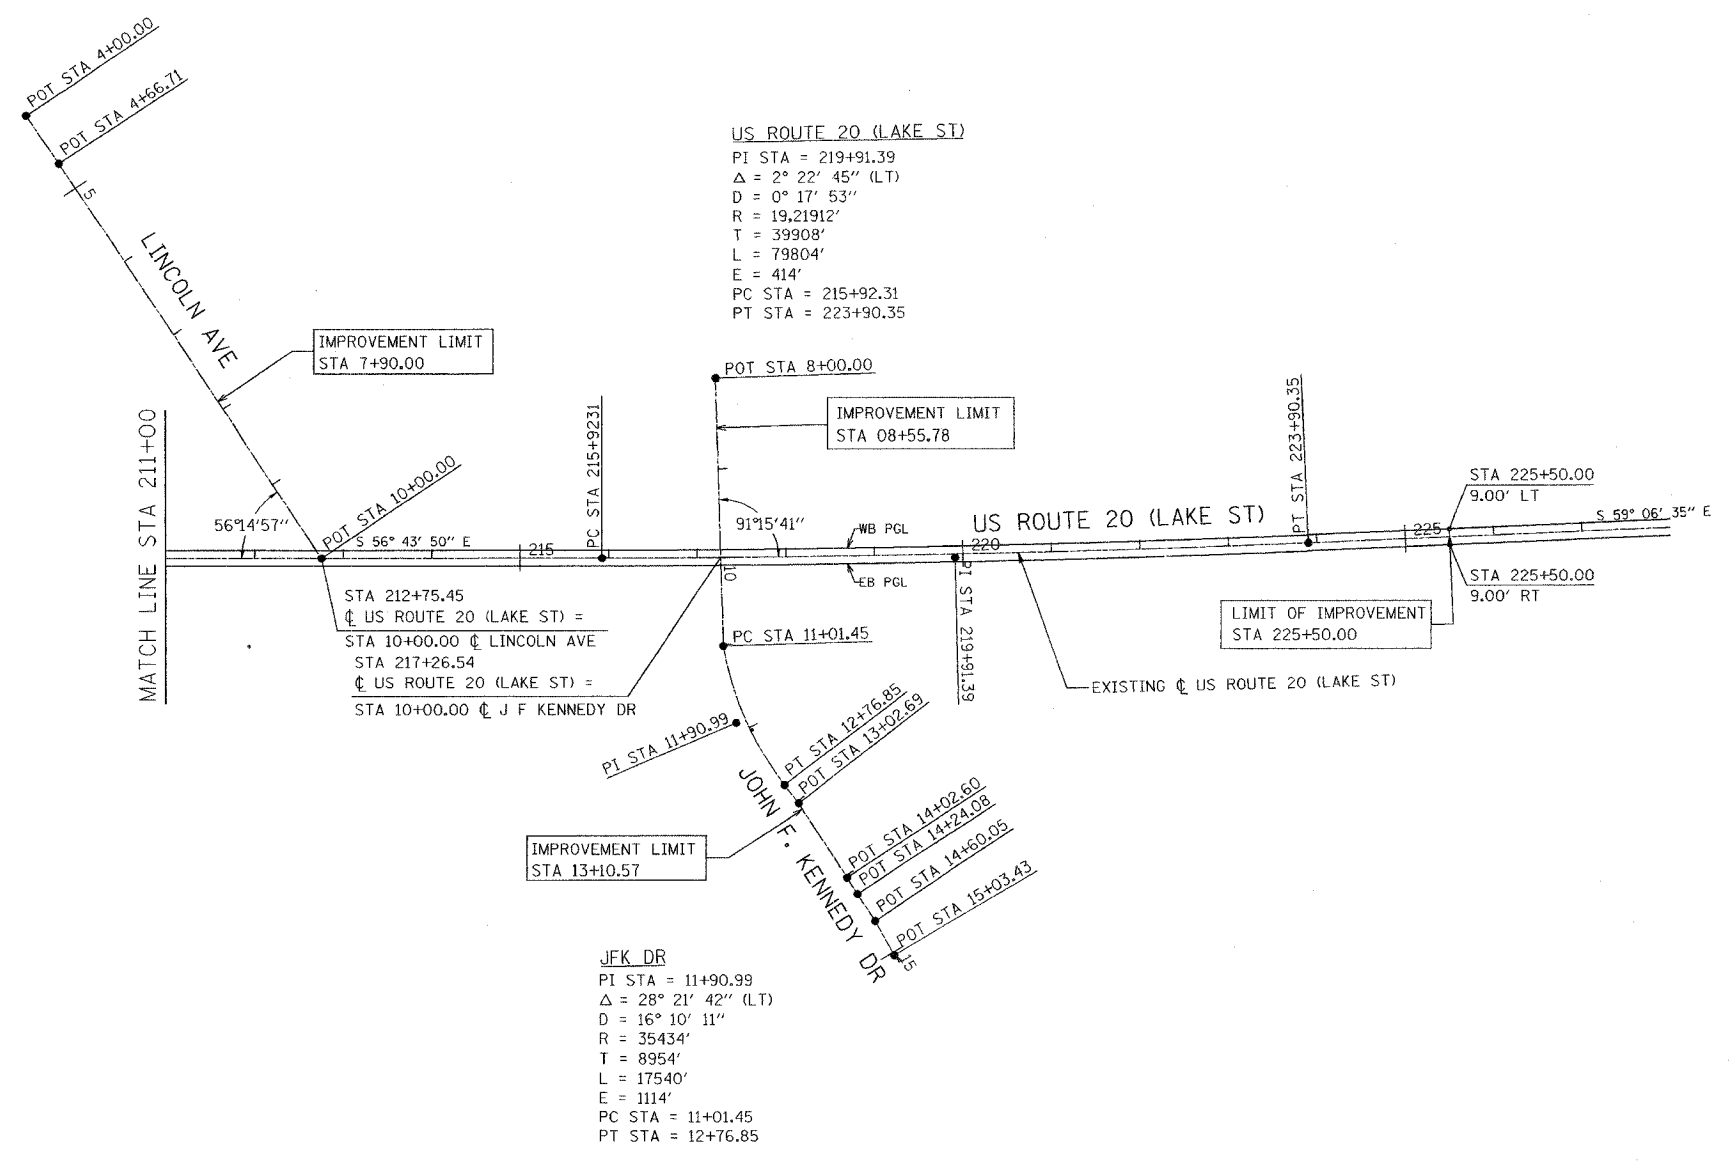 POT STA 4+00.00
POT STA 4+66.71
5
LINCOLN AVE
IMPROVEMENT LIMIT
STA 7+90.00
MATCH LINE STA 211+00
56°14'57"
POT STA 10+00.00
S 56° 43' 50" E
215
PC STA 215+9231
US ROUTE 20 (LAKE ST)
PI STA = 219+91.39
Δ = 2° 22' 45" (LT)
D = 0° 17' 53"
R = 19,21912'
T = 39908'
L = 79804'
E = 414'
PC STA = 215+92.31
PT STA = 223+90.35
POT STA 8+00.00
IMPROVEMENT LIMIT
STA 08+55.78
91°15'41"
WB PGL
EB PGL
US ROUTE 20 (LAKE ST)
220
PT STA 223+90.35
225
STA 225+50.00
9.00' LT
S 59° 06' 35" E
STA 225+50.00
9.00' RT
LIMIT OF IMPROVEMENT
STA 225+50.00
PI STA 219+91.39
EXISTING ℄ US ROUTE 20 (LAKE ST)
STA 212+75.45
℄ US ROUTE 20 (LAKE ST) =
STA 10+00.00 ℄ LINCOLN AVE
STA 217+26.54
℄ US ROUTE 20 (LAKE ST) =
STA 10+00.00 ℄ J F KENNEDY DR
10
PC STA 11+01.45
PI STA 11+90.99
PT STA 12+76.85
POT STA 13+02.69
JOHN F. KENNEDY DR
IMPROVEMENT LIMIT
STA 13+10.57
POT STA 14+02.60
POT STA 14+24.08
POT STA 14+60.05
POT STA 15+03.43
15
JFK DR
PI STA = 11+90.99
Δ = 28° 21' 42" (LT)
D = 16° 10' 11"
R = 35434'
T = 8954'
L = 17540'
E = 1114'
PC STA = 11+01.45
PT STA = 12+76.85